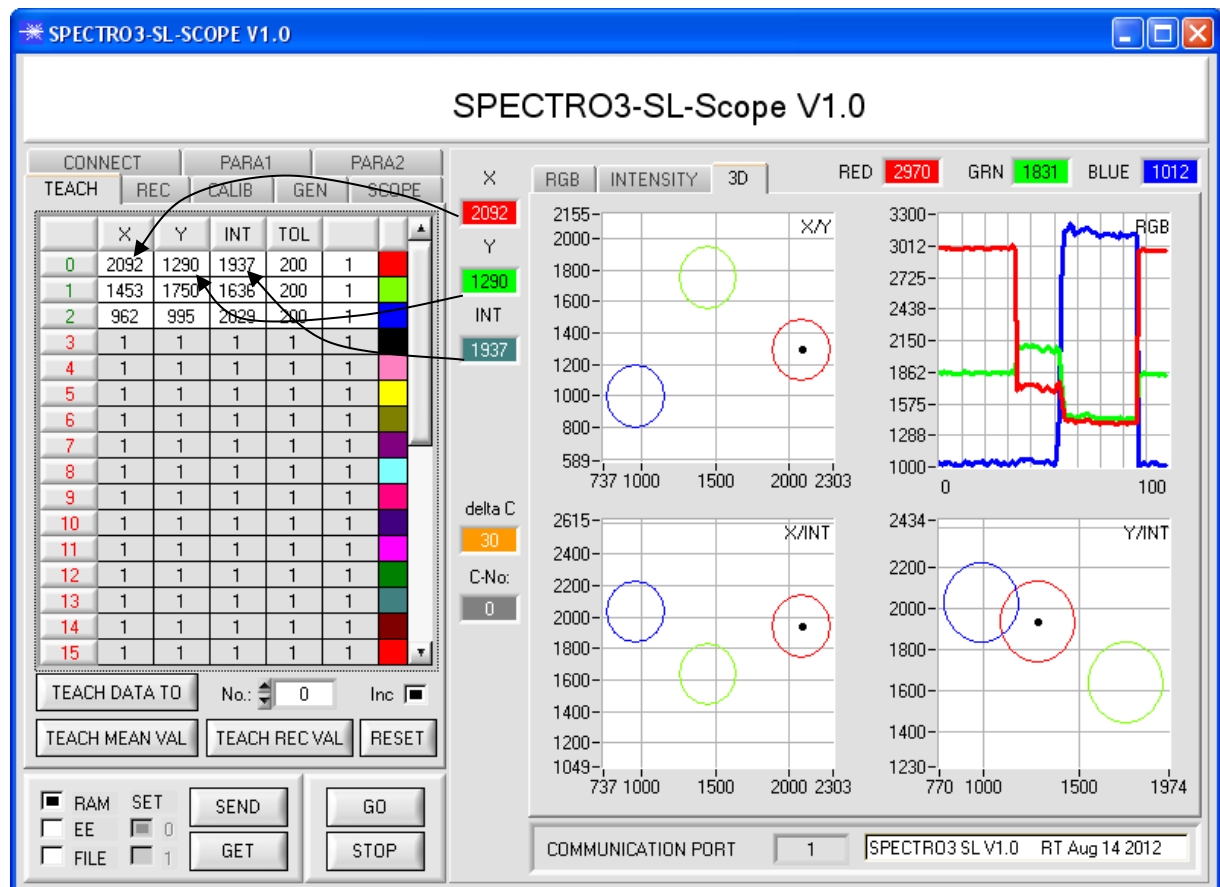 SPECTRO3-SL-SCOPE V1.0
SPECTRO3-SL-Scope V1.0
CONNECT PARA1 PARA2
TEACH REC CALIB GEN SCOPE
X Y INT TOL
0 2092 1290 1937 200 1
1 1453 1750 1636 200 1
2 962 995 2029 200 1
3 1 1 1 1 1
4 1 1 1 1 1
5 1 1 1 1 1
6 1 1 1 1 1
7 1 1 1 1 1
8 1 1 1 1 1
9 1 1 1 1 1
10 1 1 1 1 1
11 1 1 1 1 1
12 1 1 1 1 1
13 1 1 1 1 1
14 1 1 1 1 1
15 1 1 1 1 1
TEACH DATA TO No.: 0 Inc
TEACH MEAN VAL TEACH REC VAL RESET
RAM SET SEND GO
EE 0
FILE 1 GET STOP
X
2092
Y
1290
INT
1937
delta C
30
C-No:
0
RGB INTENSITY 3D
RED 2970 GRN 1831 BLUE 1012
X/Y
2155
2000
1800
1600
1400
1200
1000
800
589
737 1000 1500 2000 2303
RGB
3300
3012
2725
2438
2150
1862
1575
1288
1000
0 100
X/INT
2615
2400
2200
2000
1800
1600
1400
1200
1049
737 1000 1500 2000 2303
Y/INT
2434
2200
2000
1800
1600
1400
1230
770 1000 1500 1974
COMMUNICATION PORT 1 SPECTRO3 SL V1.0 RT Aug 14 2012